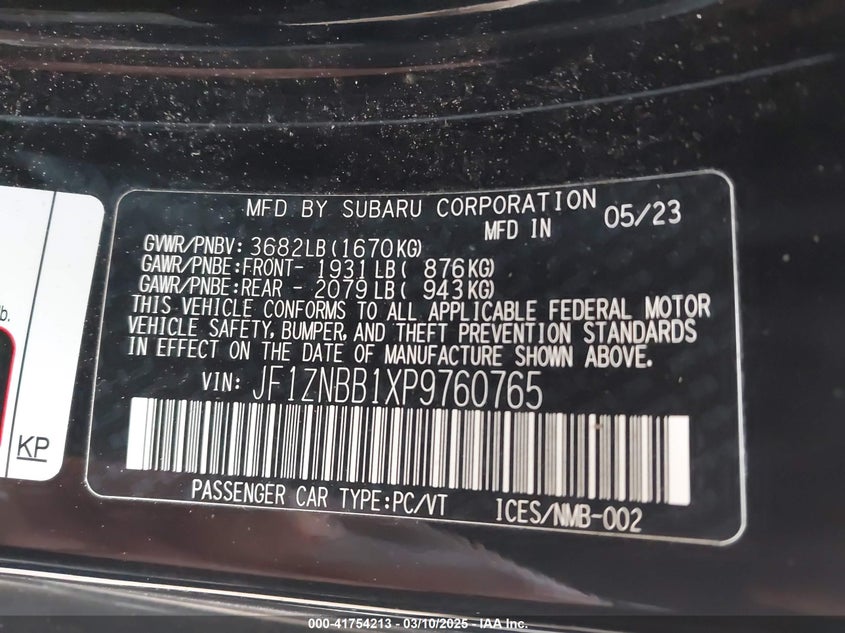 MFD BY SUBARU CORPORATION
MFD IN 05/23
GVWR/PNBV: 3682LB(1670KG)
GAWR/PNBE:FRONT- 1931LB( 876KG)
GAWR/PNBE:REAR - 2079LB( 943KG)
THIS VEHICLE CONFORMS TO ALL APPLICABLE FEDERAL MOTOR
VEHICLE SAFETY, BUMPER, AND THEFT PREVENTION STANDARDS
IN EFFECT ON THE DATE OF MANUFACTURE SHOWN ABOVE.
VIN: JF1ZNBB1XP9760765
PASSENGER CAR TYPE:PC/VT ICES/NMB-002
lb.
KP
000-41754213 - 03/10/2025 - IAA Inc.